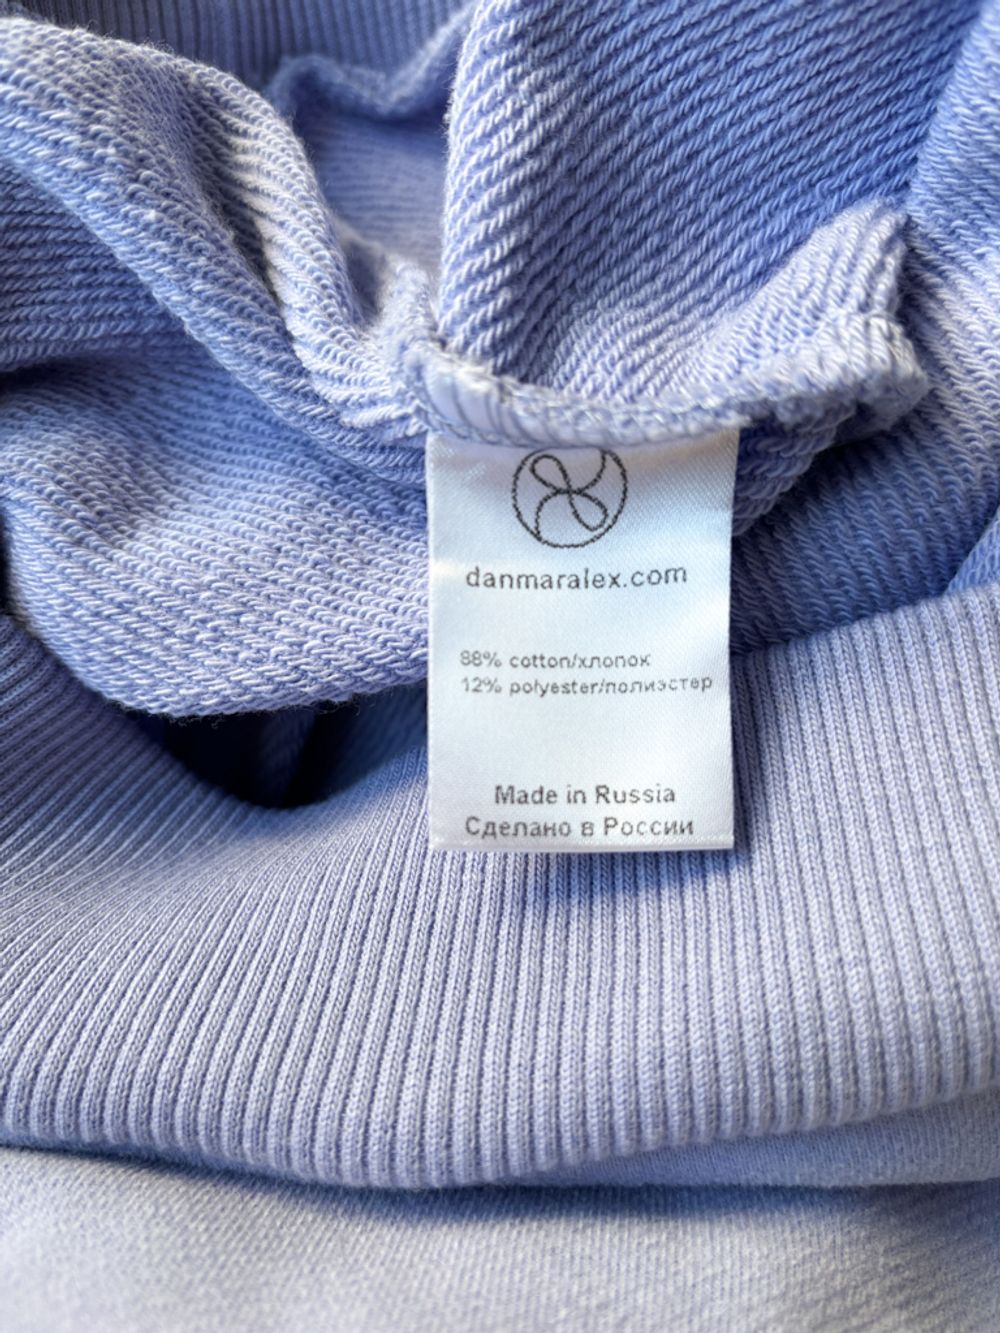 danmaralex.com
88% cotton/хлопок
12% polyester/полиэстер
Made in Russia
Сделано в России